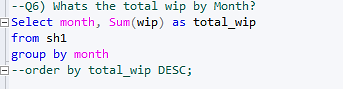 --Q6) Whats the total wip by Month?
Select month, Sum(wip) as total_wip
from sh1
group by month
--order by total_wip DESC;